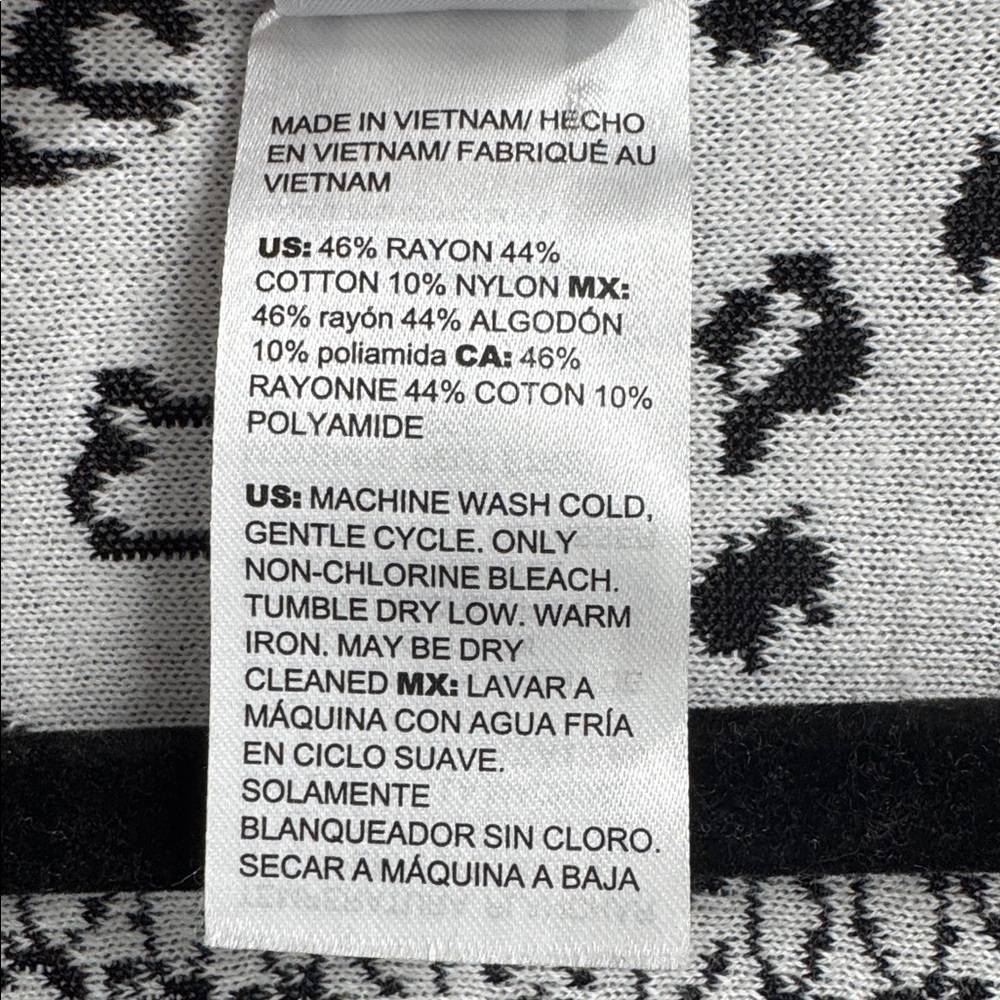 MADE IN VIETNAM/ HECHO
EN VIETNAM/ FABRIQUÉ AU
VIETNAM
US: 46% RAYON 44%
COTTON 10% NYLON MX:
46% rayón 44% ALGODÓN
10% poliamida CA: 46%
RAYONNE 44% COTON 10%
POLYAMIDE
US: MACHINE WASH COLD,
GENTLE CYCLE. ONLY
NON-CHLORINE BLEACH.
TUMBLE DRY LOW. WARM
IRON. MAY BE DRY
CLEANED MX: LAVAR A
MÁQUINA CON AGUA FRÍA
EN CICLO SUAVE.
SOLAMENTE
BLANQUEADOR SIN CLORO.
SECAR A MÁQUINA A BAJA